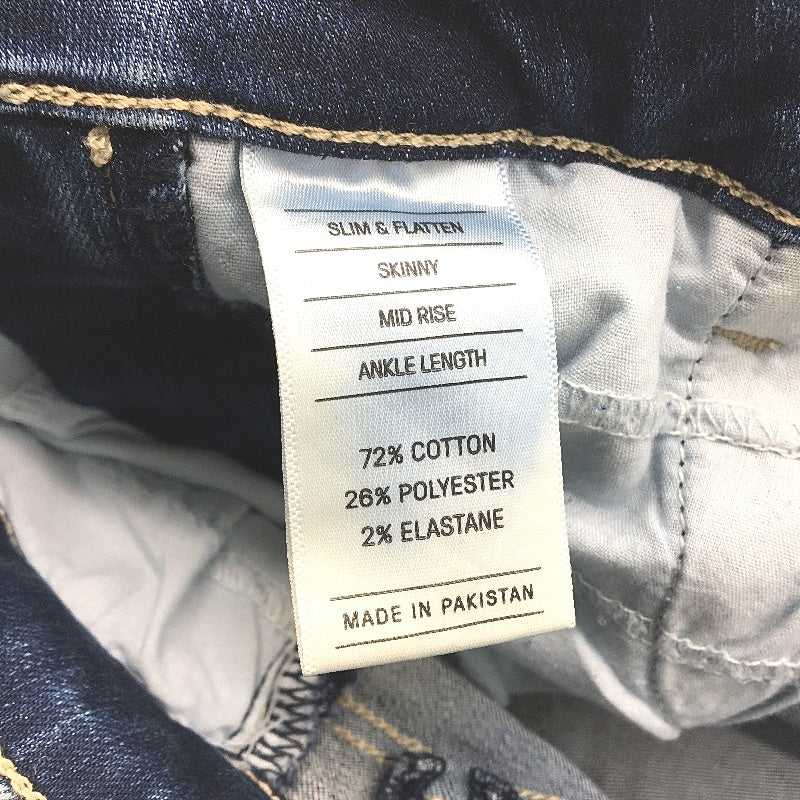 SLIM & FLATTEN
SKINNY
MID RISE
ANKLE LENGTH
72% COTTON
26% POLYESTER
2% ELASTANE
MADE IN PAKISTAN